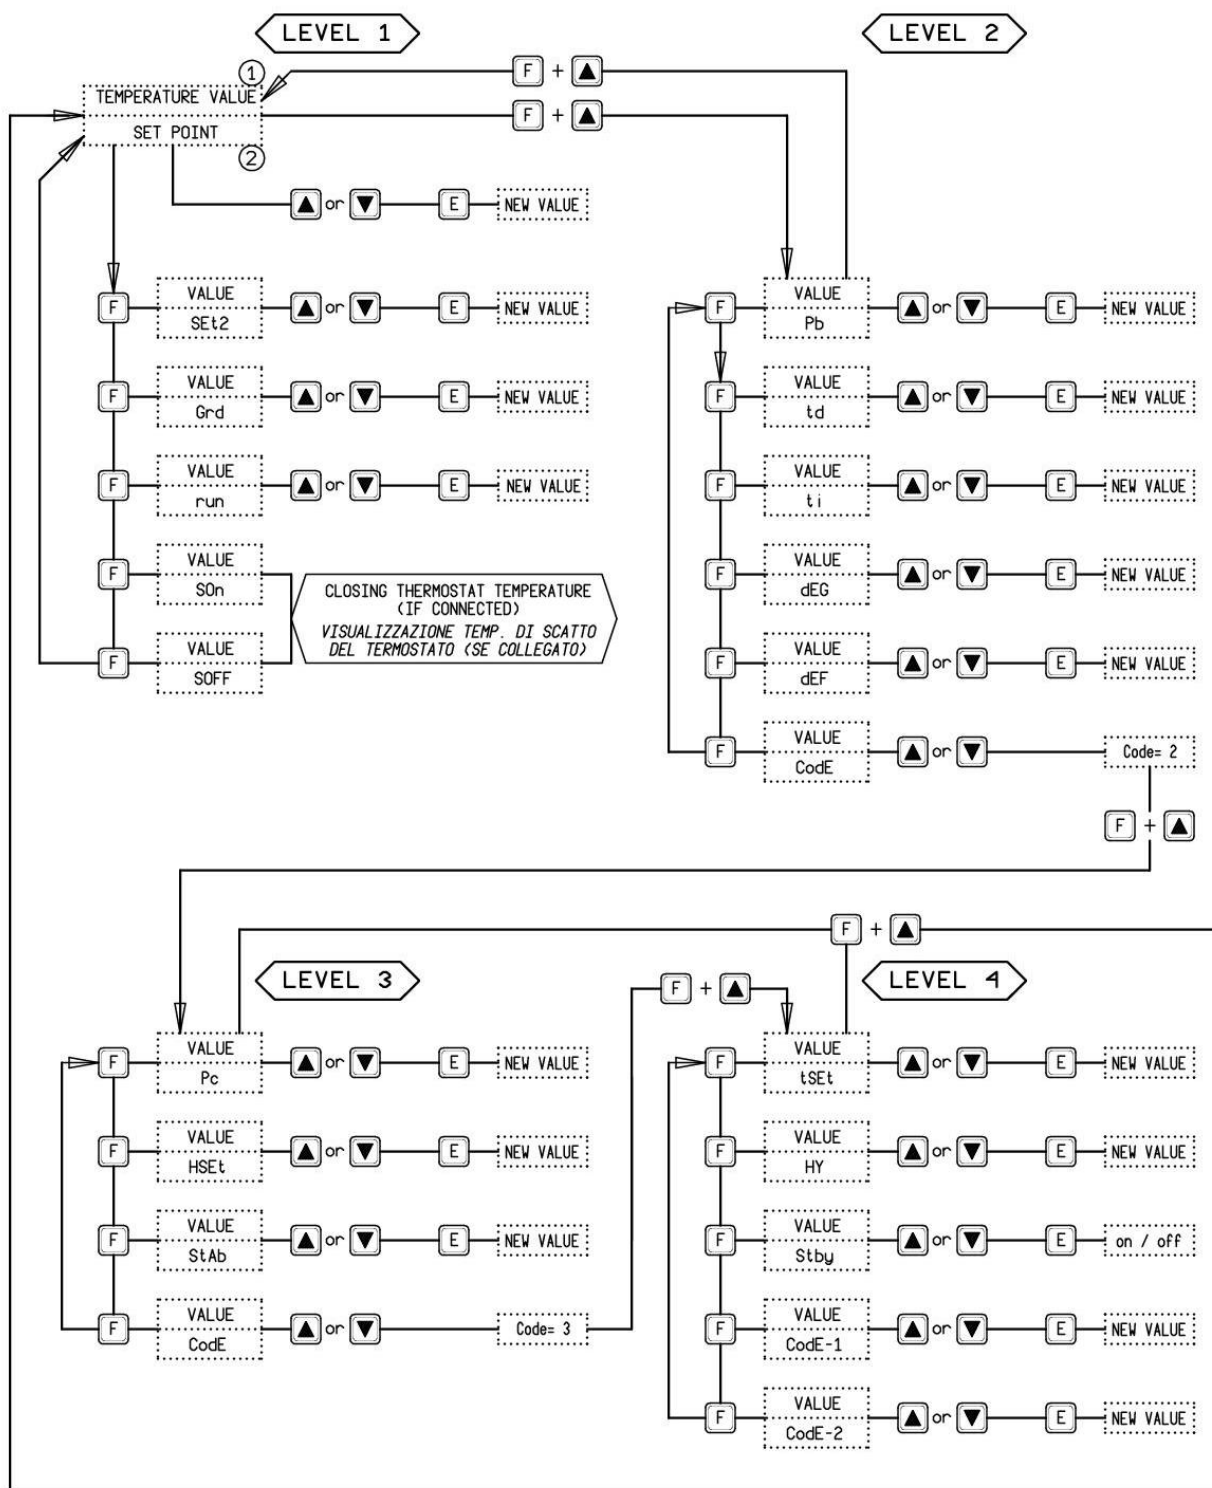 LEVEL 1
LEVEL 2
F + ▲
1
TEMPERATURE VALUE
F + ▲
SET POINT
2
▲ or ▼ E NEW VALUE
F VALUE SEt2 ▲ or ▼ E NEW VALUE
F VALUE Grd ▲ or ▼ E NEW VALUE
F VALUE run ▲ or ▼ E NEW VALUE
F VALUE SOn
F VALUE SOFF
CLOSING THERMOSTAT TEMPERATURE
(IF CONNECTED)
VISUALIZZAZIONE TEMP. DI SCATTO
DEL TERMOSTATO (SE COLLEGATO)
F VALUE Pb ▲ or ▼ E NEW VALUE
F VALUE td ▲ or ▼ E NEW VALUE
F VALUE ti ▲ or ▼ E NEW VALUE
F VALUE dEG ▲ or ▼ E NEW VALUE
F VALUE dEF ▲ or ▼ E NEW VALUE
F VALUE CodE ▲ or ▼ Code= 2
F + ▲
F + ▲
LEVEL 3
F VALUE Pc ▲ or ▼ E NEW VALUE
F VALUE HSEt ▲ or ▼ E NEW VALUE
F VALUE StAb ▲ or ▼ E NEW VALUE
F VALUE CodE ▲ or ▼ Code= 3
F + ▲
LEVEL 4
F VALUE tSEt ▲ or ▼ E NEW VALUE
F VALUE HY ▲ or ▼ E NEW VALUE
F VALUE Stby ▲ or ▼ E on / off
F VALUE CodE-1 ▲ or ▼ E NEW VALUE
F VALUE CodE-2 ▲ or ▼ E NEW VALUE